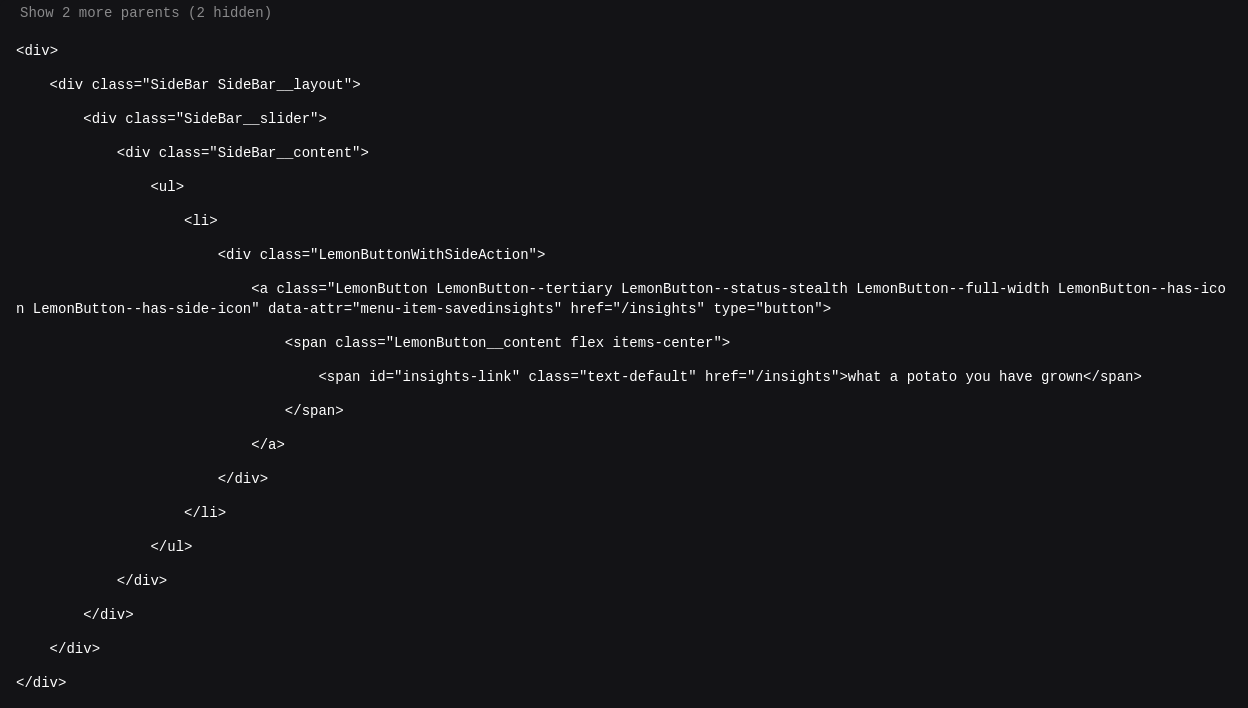 Show 2 more parents (2 hidden)
<div>
<div class="SideBar SideBar__layout">
<div class="SideBar__slider">
<div class="SideBar__content">
<ul>
<li>
<div class="LemonButtonWithSideAction">
<a class="LemonButton LemonButton--tertiary LemonButton--status-stealth LemonButton--full-width LemonButton--has-ico
n LemonButton--has-side-icon" data-attr="menu-item-savedinsights" href="/insights" type="button">
<span class="LemonButton__content flex items-center">
<span id="insights-link" class="text-default" href="/insights">what a potato you have grown</span>
</span>
</a>
</div>
</li>
</ul>
</div>
</div>
</div>
</div>